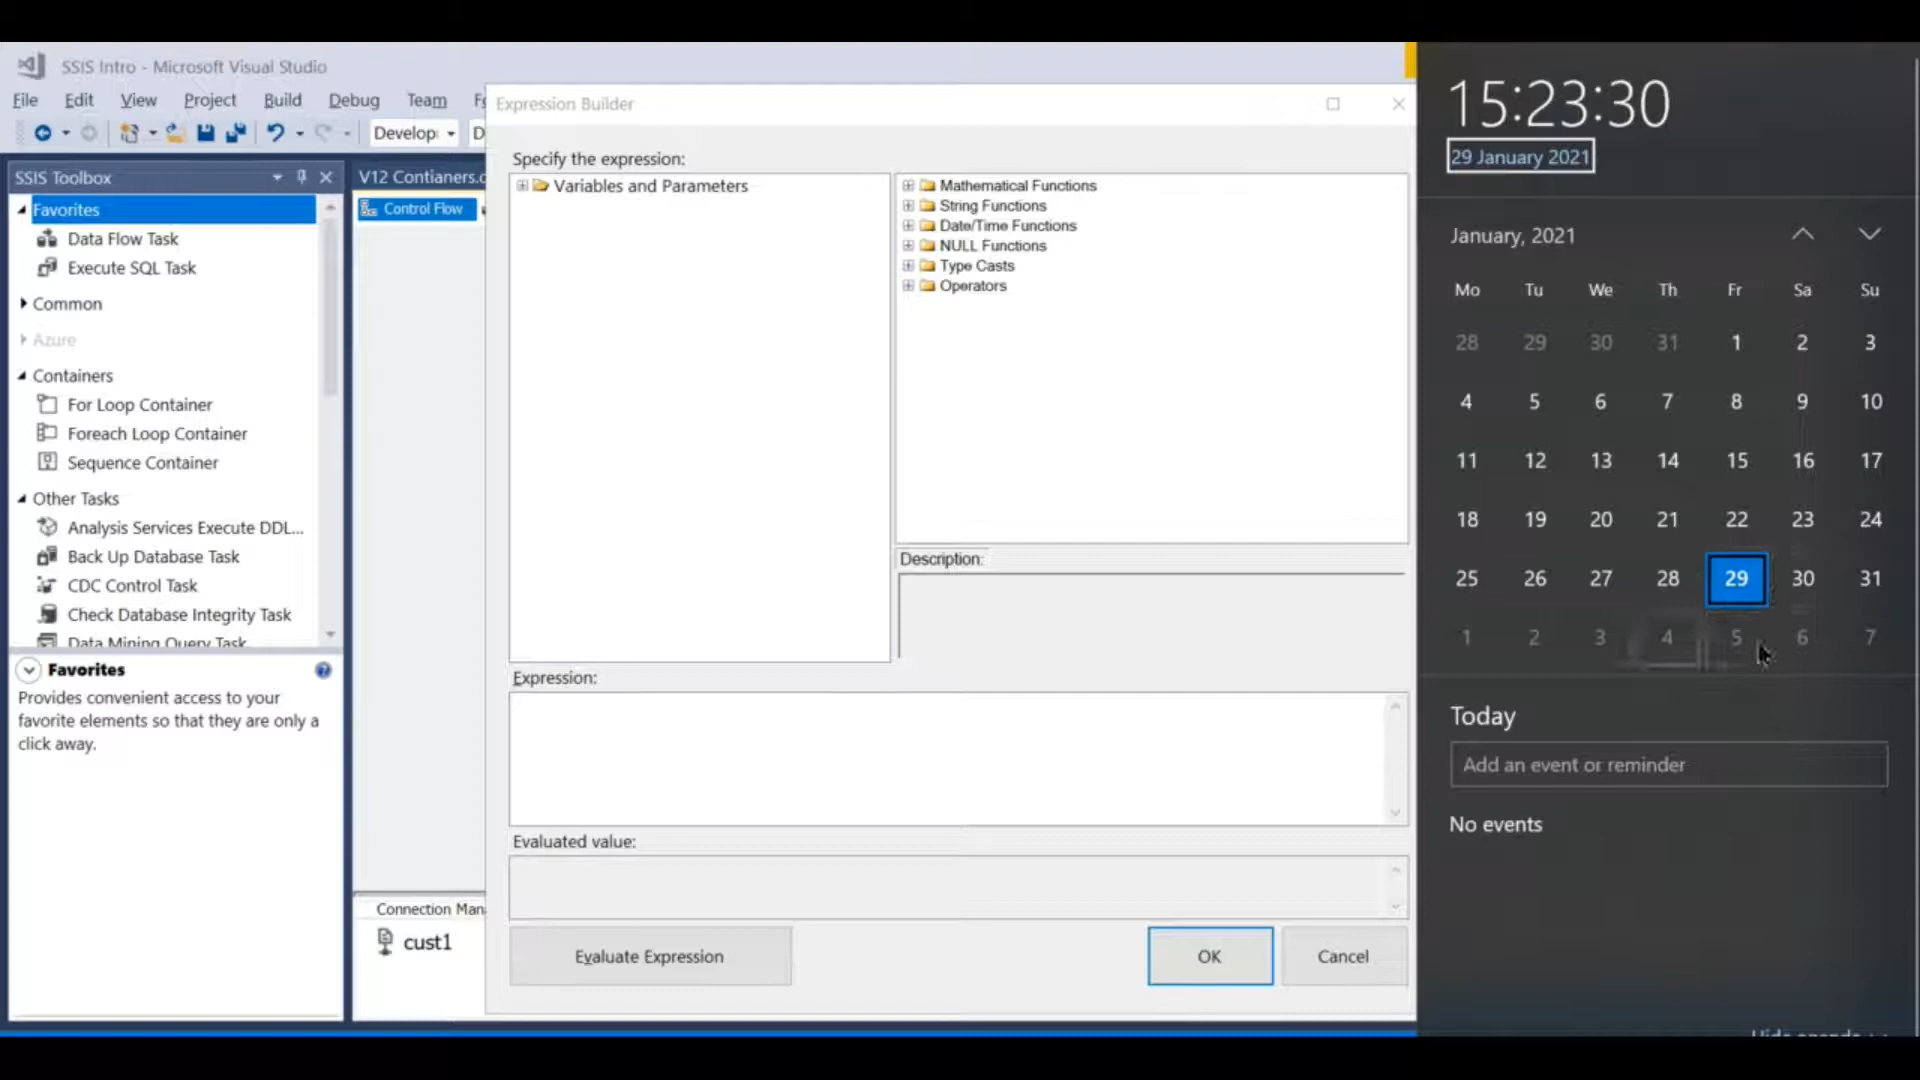 SSIS Intro - Microsoft Visual Studio
File Edit View Project Build Debug Team
Develop
D
SSIS Toolbox
Favorites
Data Flow Task
Execute SQL Task
Common
Azure
Containers
For Loop Container
Foreach Loop Container
Sequence Container
Other Tasks
Analysis Services Execute DDL...
Back Up Database Task
CDC Control Task
Check Database Integrity Task
Data Mining Query Task
Favorites
Provides convenient access to your
favorite elements so that they are only a
click away.
V12 Contianers.
Control Flow
Connection Man
cust1
Expression Builder
Specify the expression:
Variables and Parameters
Mathematical Functions
String Functions
Date/Time Functions
NULL Functions
Type Casts
Operators
Description:
Expression:
Evaluated value:
Evaluate Expression
OK
Cancel
15:23:30
29 January 2021
January, 2021
Mo Tu We Th Fr Sa Su
28 29 30 31 1 2 3
4 5 6 7 8 9 10
11 12 13 14 15 16 17
18 19 20 21 22 23 24
25 26 27 28 29 30 31
1 2 3 4 5 6 7
Today
Add an event or reminder
No events